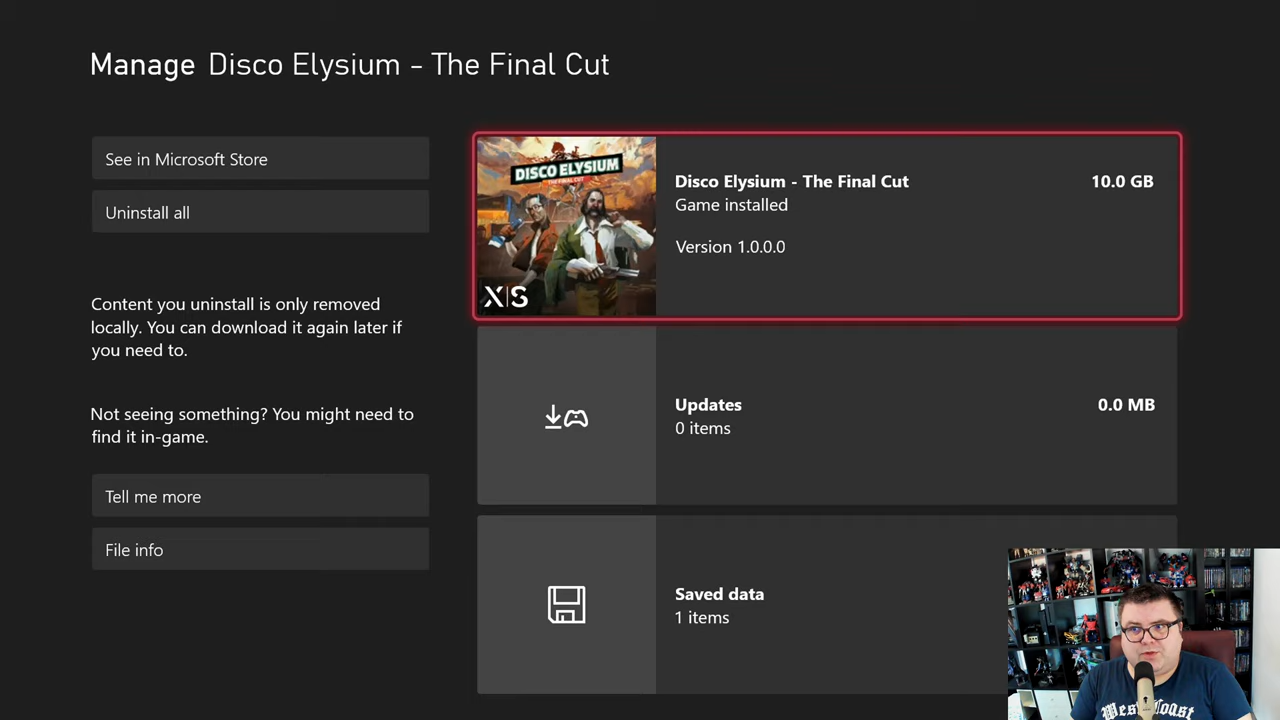 Manage Disco Elysium - The Final Cut
See in Microsoft Store
Uninstall all
Content you uninstall is only removed
locally. You can download it again later if
you need to.
Not seeing something? You might need to
find it in-game.
Tell me more
File info
DISCO ELYSIUM
THE FINAL CUT
X|S
Disco Elysium - The Final Cut
10.0 GB
Game installed
Version 1.0.0.0
Updates
0.0 MB
0 items
Saved data
1 items
West Coast